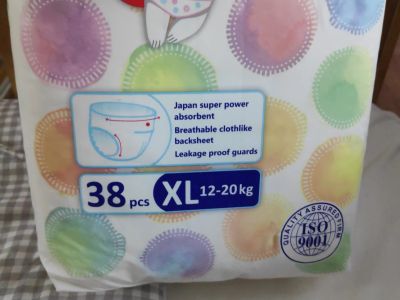 Japan super power
absorbent
Breathable clothlike
backsheet
Leakage proof guards
38 pcs XL 12-20kg
QUALITY ASSURED FIRM
ISO
9001